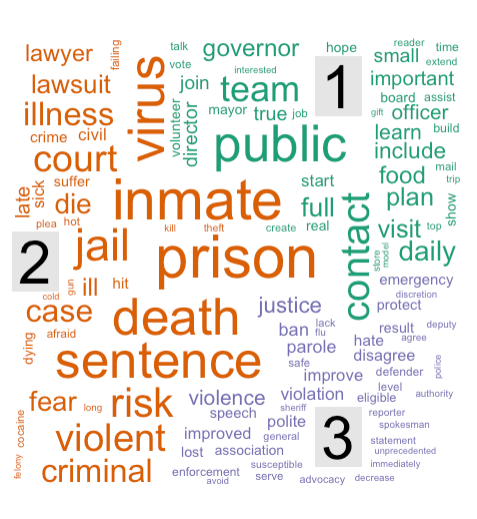 lawyer
failing
talk
governor
hope
reader
time
small
extend
vote
interested
lawsuit
virus
join
team
1
important
illness
volunteer
director
mayor
true
job
gift
board
assist
officer
crime
civil
public
learn
build
court
include
late
sick
suffer
die
inmate
start
full
food
mail
trip
plan
contact
show
plea
hot
kill
theft
create
real
visit
top
2
jail
prison
store
model
daily
cold
ill
gun
hit
emergency
discretion
case
death
justice
protect
afraid
ban
lack
flu
result
deputy
dying
parole
hate
agree
disagree
sentence
safe
improve
defender
police
level
fear
long
risk
violence
violation
eligible
authority
speech
sheriff
polite
3
reporter
cocaine
violent
improved
general
spokesman
lost
association
statement
unprecedented
felony
criminal
enforcement
susceptible
immediately
avoid
serve
advocacy
decrease